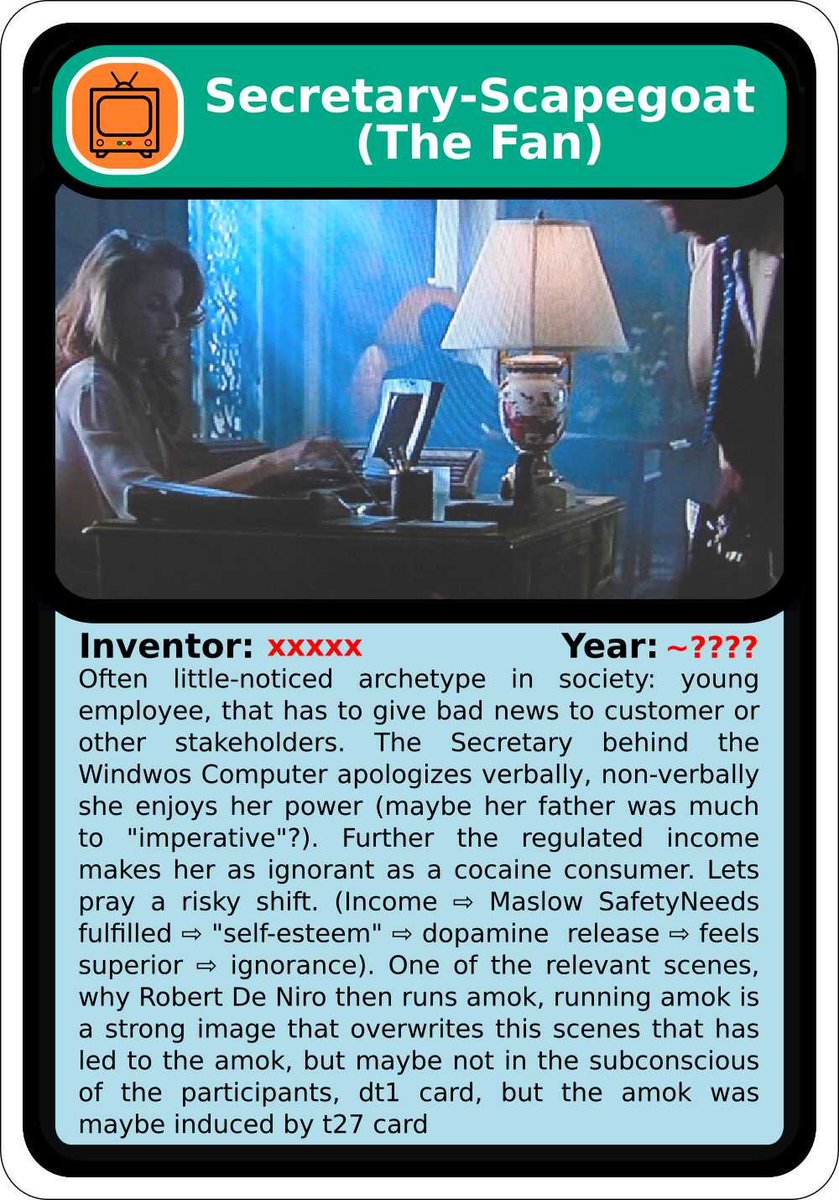 Secretary-Scapegoat
(The Fan)
Inventor: xxxxx Year: ~????
Often little-noticed archetype in society: young
employee, that has to give bad news to customer or
other stakeholders. The Secretary behind the
Windwos Computer apologizes verbally, non-verbally
she enjoys her power (maybe her father was much
to "imperative"?). Further the regulated income
makes her as ignorant as a cocaine consumer. Lets
pray a risky shift. (Income ⇨ Maslow SafetyNeeds
fulfilled ⇨ "self-esteem" ⇨ dopamine release ⇨ feels
superior ⇨ ignorance). One of the relevant scenes,
why Robert De Niro then runs amok, running amok is
a strong image that overwrites this scenes that has
led to the amok, but maybe not in the subconscious
of the participants, dt1 card, but the amok was
maybe induced by t27 card